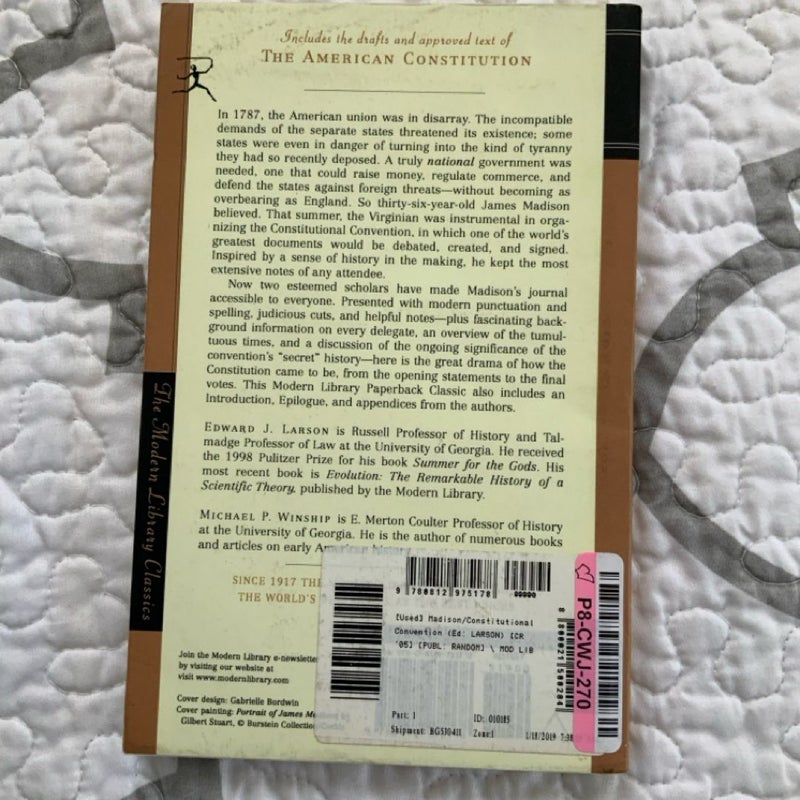 Includes the drafts and approved text of
THE AMERICAN CONSTITUTION
In 1787, the American union was in disarray. The incompatible
demands of the separate states threatened its existence; some
states were even in danger of turning into the kind of tyranny
they had so recently deposed. A truly national government was
needed, one that could raise money, regulate commerce, and
defend the states against foreign threats—without becoming as
overbearing as England. So thirty-six-year-old James Madison
believed. That summer, the Virginian was instrumental in orga-
nizing the Constitutional Convention, in which one of the world's
greatest documents would be debated, created, and signed.
Inspired by a sense of history in the making, he kept the most
extensive notes of any attendee.
Now two esteemed scholars have made Madison's journal
accessible to everyone. Presented with modern punctuation and
spelling, judicious cuts, and helpful notes—plus fascinating back-
ground information on every delegate, an overview of the tumul-
tuous times, and a discussion of the ongoing significance of the
convention's "secret" history—here is the great drama of how the
Constitution came to be, from the opening statements to the final
votes. This Modern Library Paperback Classic also includes an
Introduction, Epilogue, and appendices from the authors.
EDWARD J. LARSON is Russell Professor of History and Tal-
madge Professor of Law at the University of Georgia. He received
the 1998 Pulitzer Prize for his book Summer for the Gods. His
most recent book is Evolution: The Remarkable History of a
Scientific Theory, published by the Modern Library.
MICHAEL P. WINSHIP is E. Merton Coulter Professor of History
at the University of Georgia. He is the author of numerous books
and articles on early
SINCE 1917 THE
THE WORLD'S
Join the Modern Library e-newsletter
by visiting our website at
visit www.modernlibrary.com
Cover design: Gabrielle Bordwin
Cover painting: Portrait of James
Gilbert Stuart, © Burstein Collection
The Modern Library Classics
9 780812 975178
00000
[Used] Madison/Constitutional
Convention (Ed: LARSON) [CR
'05] [PUBL: RANDOM] \ MOD LIB
Part: 1
ID: 010185
Zone:1
1/18/2019
P8-CWJ-270